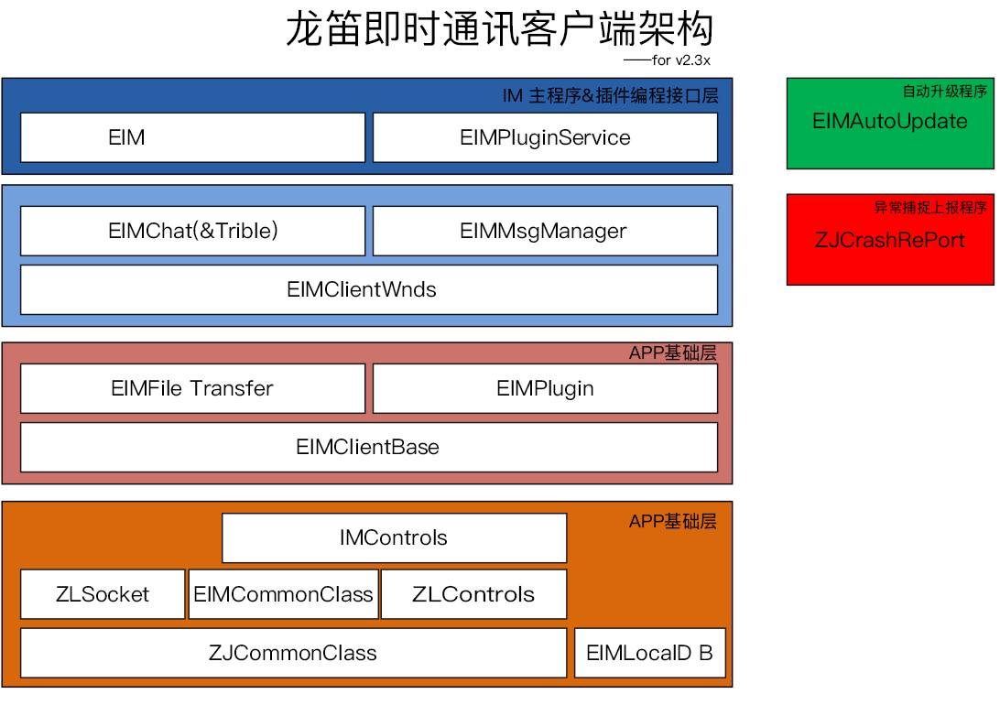 龙笛即时通讯客户端架构
——for v2.3x
IM 主程序&插件编程接口层
EIM
EIMPluginService
EIMChat(&Trible)
EIMMsgManager
EIMClientWnds
APP基础层
EIMFile Transfer
EIMPlugin
EIMClientBase
APP基础层
IMControls
ZLSocket
EIMCommonClass
ZLControls
ZJCommonClass
EIMLocalD B
自动升级程序
EIMAutoUpdate
异常捕捉上报程序
ZJCrashRePort